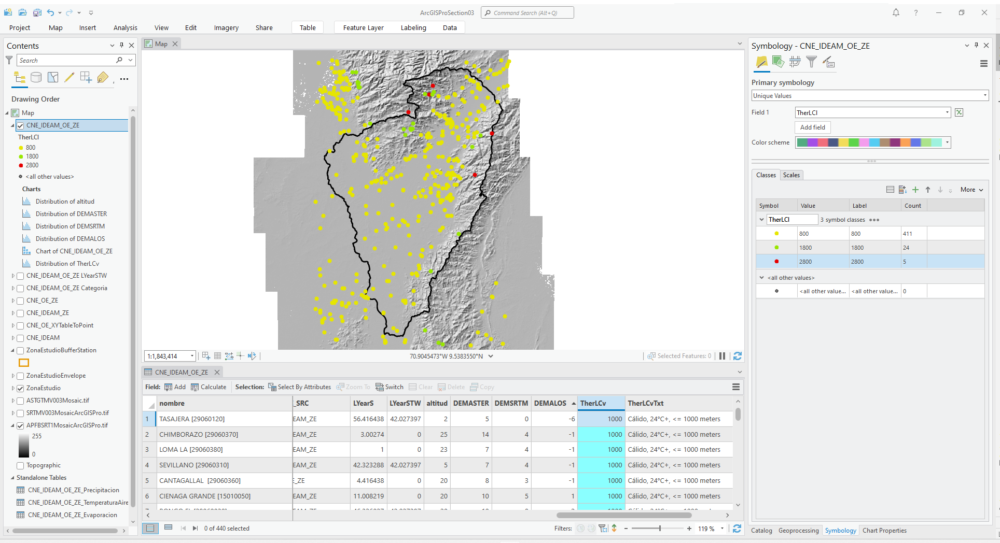 ArcGISProSection03
Command Search (Alt+Q)
Project Map Insert Analysis View Edit Imagery Share Table Feature Layer Labeling Data
Contents
Search
Drawing Order
Map
CNE_IDEAM_OE_ZE
TherLCl
800
1800
2800
<all other values>
Charts
Distribution of altitud
Distribution of DEMASTER
Distribution of DEMSRTM
Distribution of DEMALOS
Chart of CNE_IDEAM_OE_ZE
Distribution of TherLCv
CNE_IDEAM_OE_ZE LYearSTW
CNE_IDEAM_OE_ZE Categoria
CNE_OE_ZE
CNE_IDEAM_ZE
CNE_OE_XYTableToPoint
CNE_IDEAM
ZonaEstudioBufferStation
ZonaEstudioEnvelope
ZonaEstudio
ASTGTMV003Mosaic.tif
SRTMV003MosaicArcGISPro.tif
APFBSRT1MosaicArcGISPro.tif
255
0
Topographic
Standalone Tables
CNE_IDEAM_OE_ZE_Precipitacion
CNE_IDEAM_OE_ZE_TemperaturaAire
CNE_IDEAM_OE_ZE_Evaporacion
Map
1:1,843,414
70.9045473°W 9.5383550°N
Selected Features: 0
CNE_IDEAM_OE_ZE
Field: Add Calculate Selection: Select By Attributes Zoom To Switch Clear Delete Copy
nombre _SRC LYearS LYearSTW altitud DEMASTER DEMSRTM DEMALOS TherLCv TherLCvTxt
1 TASAJERA [29060120] EAM_ZE 56.416438 42.027397 2 5 0 -6 1000 Cálido, 24°C+, <= 1000 meters
2 CHIMBORAZO [29060370] EAM_ZE 3.00274 0 25 14 4 -1 1000 Cálido, 24°C+, <= 1000 meters
3 LOMA LA [29060380] EAM_ZE 1 0 23 7 4 -1 1000 Cálido, 24°C+, <= 1000 meters
4 SEVILLANO [29060310] EAM_ZE 42.323288 42.027397 5 7 4 -1 1000 Cálido, 24°C+, <= 1000 meters
5 CANTAGALLAL [29060360] E_ZE 4.416438 0 20 8 3 -1 1000 Cálido, 24°C+, <= 1000 meters
6 CIENAGA GRANDE [15010050] EAM_ZE 11.008219 0 20 10 5 1 1000 Cálido, 24°C+, <= 1000 meters
0 of 440 selected
Filters:
119 %
Symbology - CNE_IDEAM_OE_ZE
Primary symbology
Unique Values
Field 1 TherLCl
Add field
Color scheme
Classes Scales
More
Symbol Value Label Count
TherLCl 3 symbol classes
800 800 411
1800 1800 24
2800 2800 5
<all other values>
<all other value... <all other value... 0
Catalog Geoprocessing Symbology Chart Properties